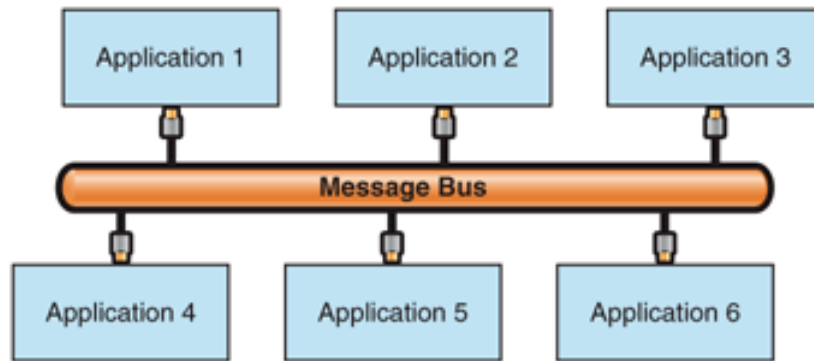 Application 1
Application 2
Application 3
Message Bus
Application 4
Application 5
Application 6